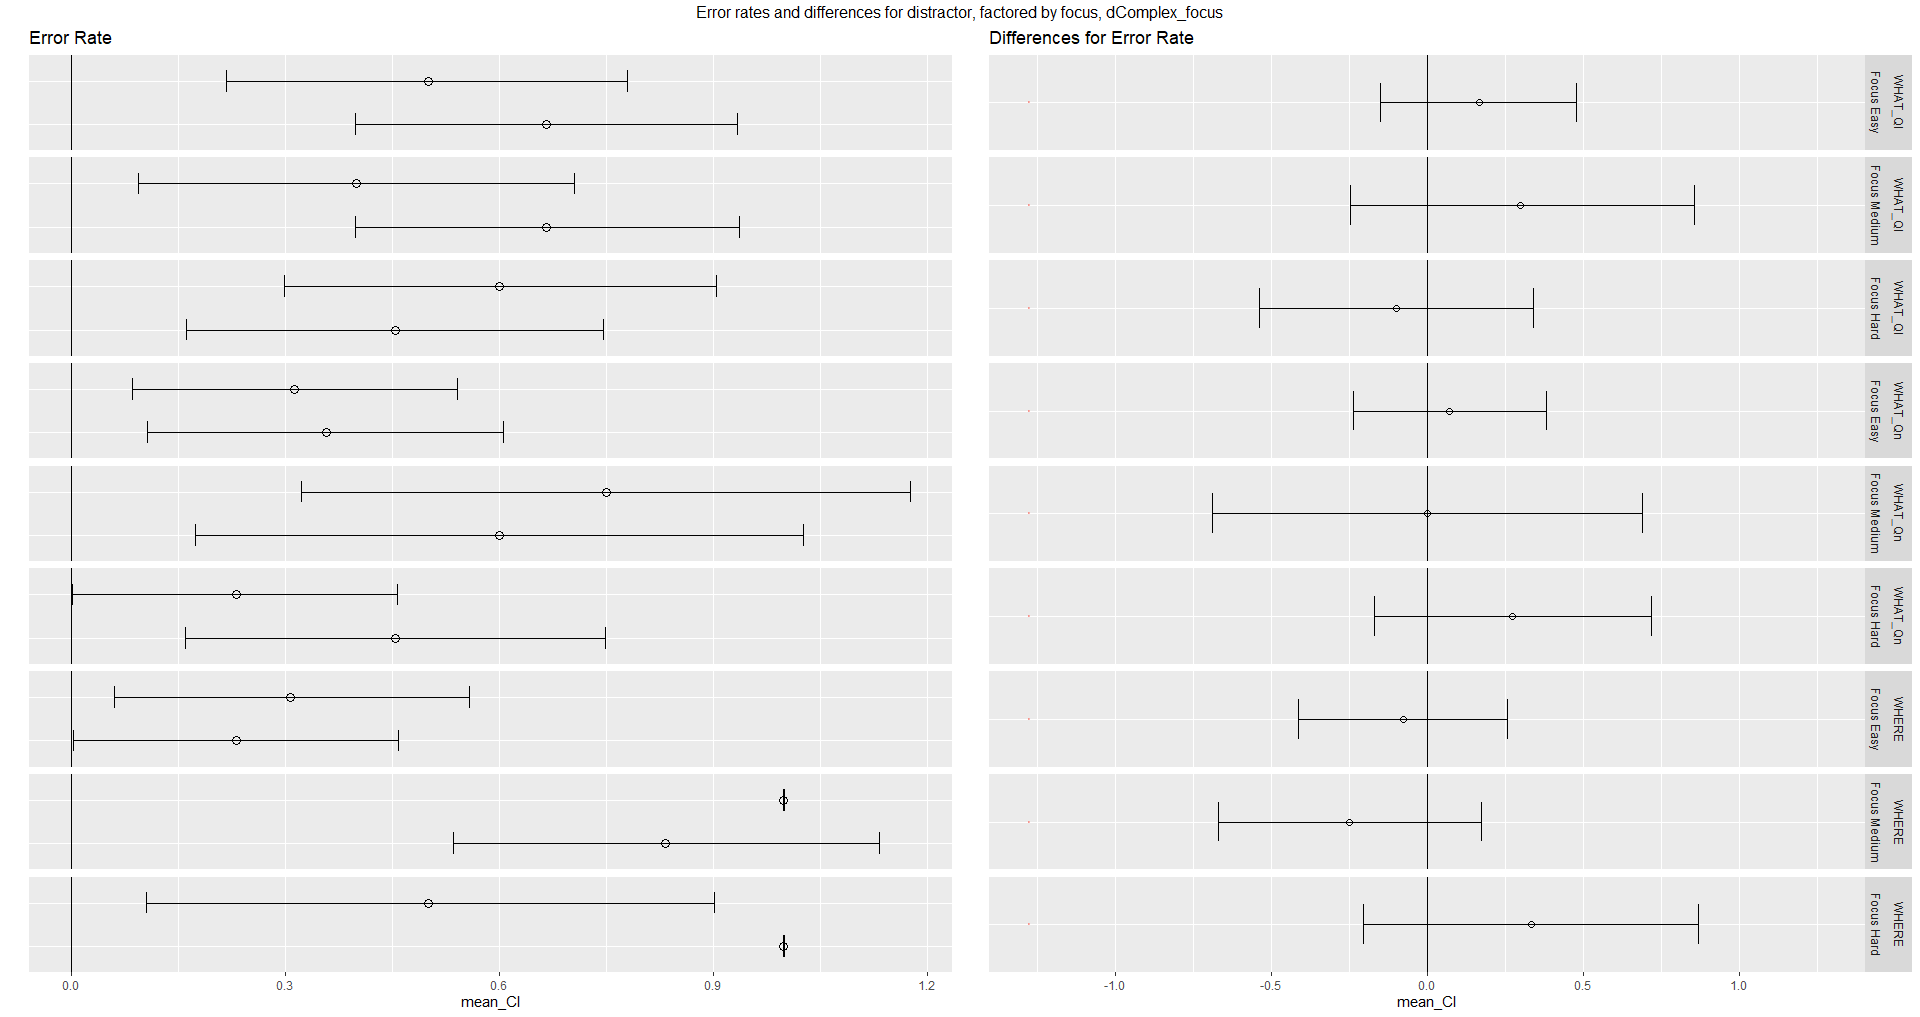 Error rates and differences for distractor, factored by focus, dComplex_focus
Error Rate
Differences for Error Rate
WHAT_Ql
Focus Easy
WHAT_Ql
Focus Medium
WHAT_Ql
Focus Hard
WHAT_Qn
Focus Easy
WHAT_Qn
Focus Medium
WHAT_Qn
Focus Hard
WHERE
Focus Easy
WHERE
Focus Medium
WHERE
Focus Hard
0.0 0.3 0.6 0.9 1.2
mean_CI
-1.0 -0.5 0.0 0.5 1.0
mean_CI